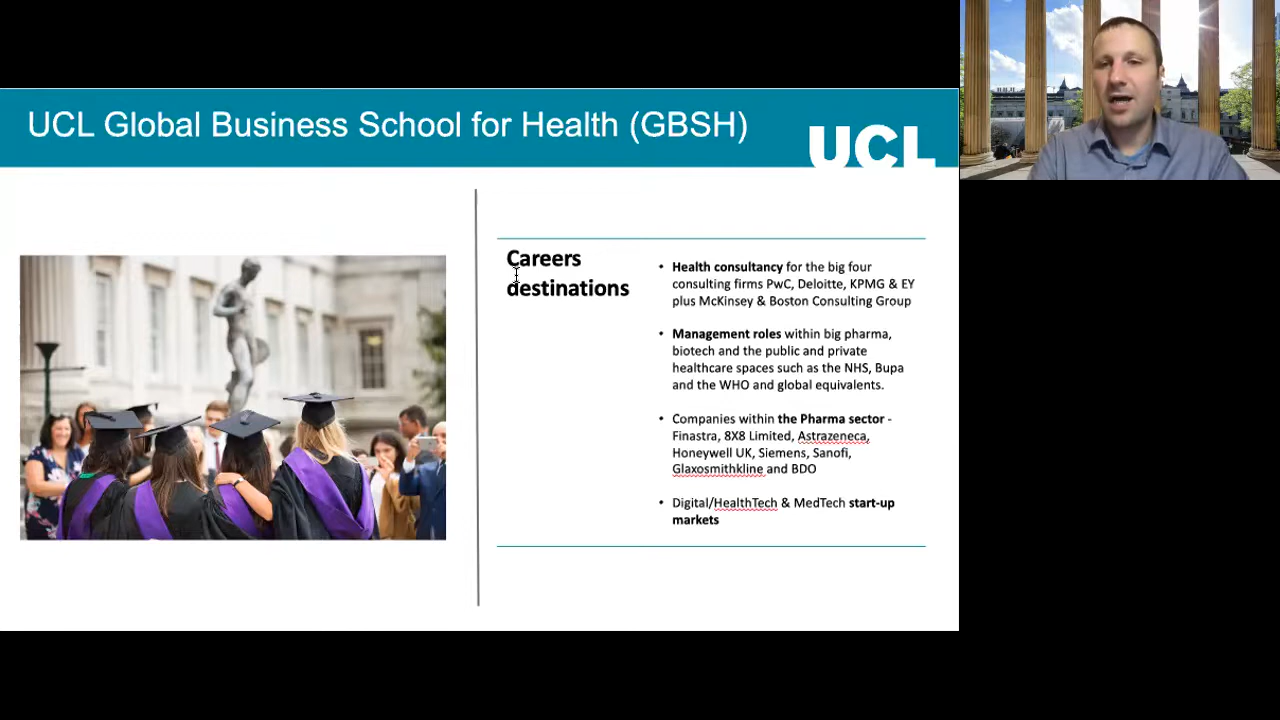 UCL Global Business School for Health (GBSH)
UCL
Careers
destinations
• Health consultancy for the big four
consulting firms PwC, Deloitte, KPMG & EY
plus McKinsey & Boston Consulting Group
• Management roles within big pharma,
biotech and the public and private
healthcare spaces such as the NHS, Bupa
and the WHO and global equivalents.
• Companies within the Pharma sector -
Finastra, 8X8 Limited, Astrazeneca,
Honeywell UK, Siemens, Sanofi,
Glaxosmithkline and BDO
• Digital/HealthTech & MedTech start-up
markets